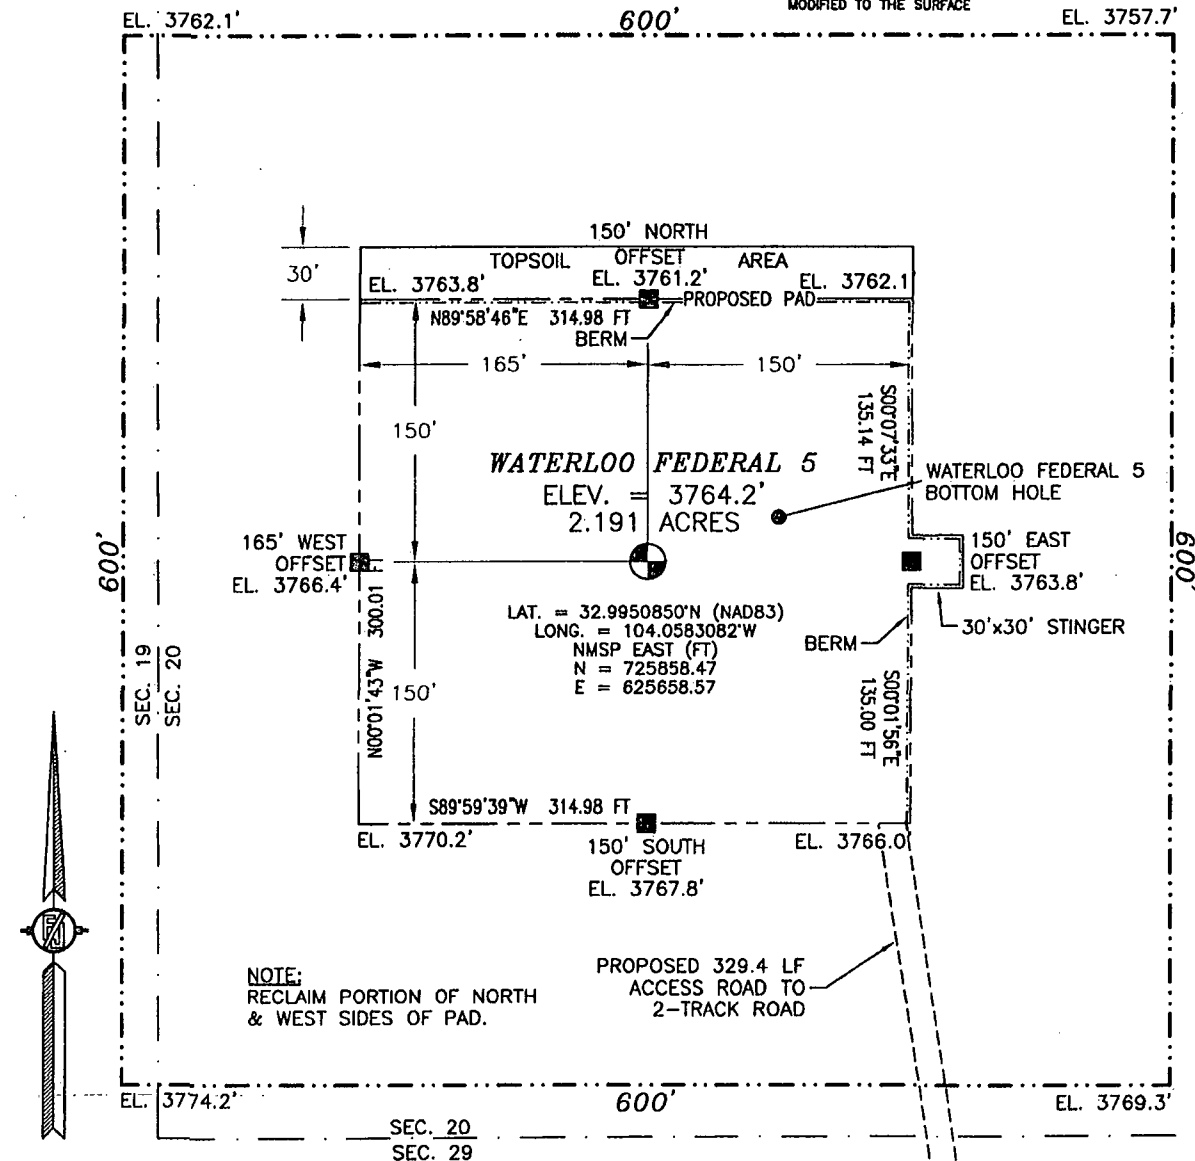 MODIFIED TO THE SURFACE
EL. 3762.1'
600'
EL. 3757.7'
150' NORTH
OFFSET
EL. 3761.2'
TOPSOIL
AREA
30'
EL. 3763.8'
EL. 3762.1
PROPOSED PAD
N89°58'46"E 314.98 FT
BERM
165'
150'
150'
S00°07'33"E
135.14 FT
WATERLOO FEDERAL 5
ELEV. = 3764.2'
2.191 ACRES
WATERLOO FEDERAL 5
BOTTOM HOLE
600'
165' WEST
OFFSET
EL. 3766.4'
150' EAST
OFFSET
EL. 3763.8'
600'
LAT. = 32.9950850°N (NAD83)
LONG. = 104.0583082°W
NMSP EAST (FT)
N = 725858.47
E = 625658.57
30'x30' STINGER
BERM
SEC. 19
SEC. 20
N00°01'43"W 300.01 FT
150'
S00°01'56"E
135.00 FT
S89°59'39"W 314.98 FT
EL. 3770.2'
150' SOUTH
OFFSET
EL. 3767.8'
EL. 3766.0
NOTE:
RECLAIM PORTION OF NORTH
& WEST SIDES OF PAD.
PROPOSED 329.4 LF
ACCESS ROAD TO
2-TRACK ROAD
EL. 3774.2'
600'
EL. 3769.3'
SEC. 20
SEC. 29